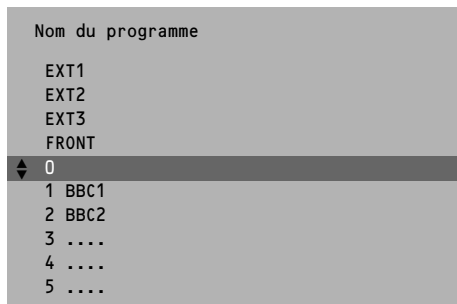 Nom du programme
EXT1
EXT2
EXT3
FRONT
0
1 BBC1
2 BBC2
3 ....
4 ....
5 ....